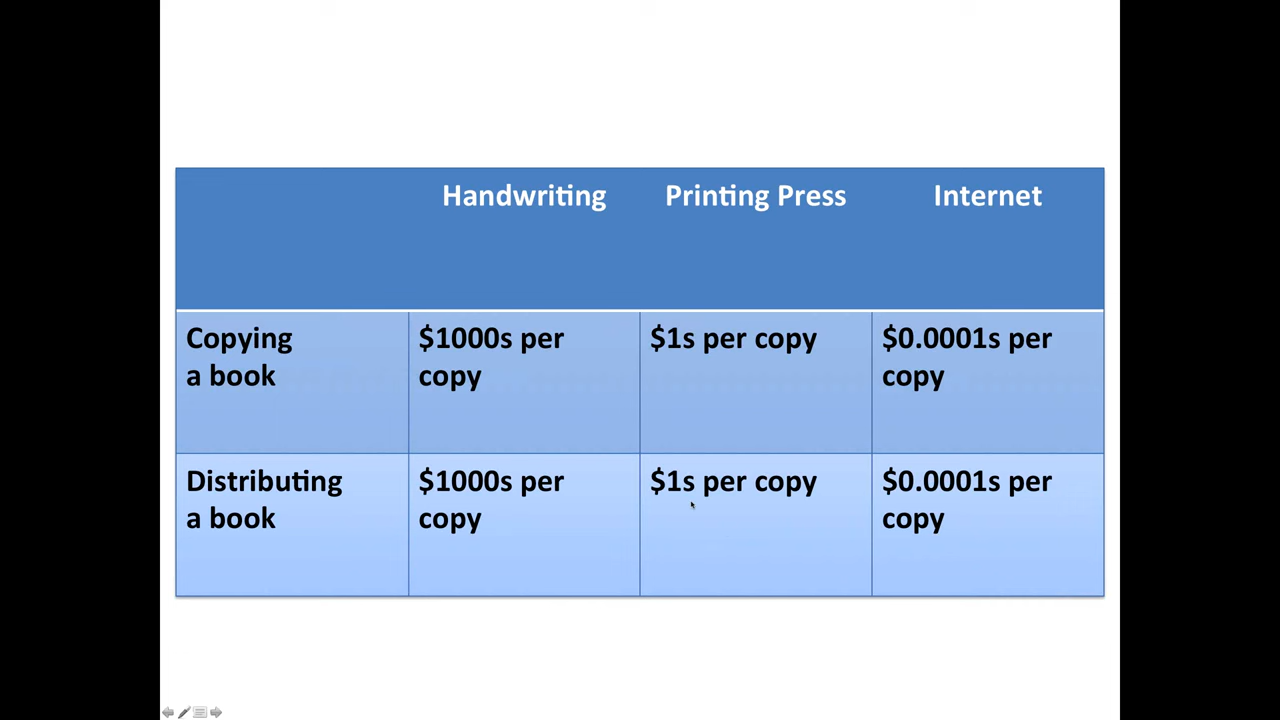 Handwriting Printing Press Internet
Copying
a book
$1000s per
copy
$1s per copy
$0.0001s per
copy
Distributing
a book
$1000s per
copy
$1s per copy
$0.0001s per
copy